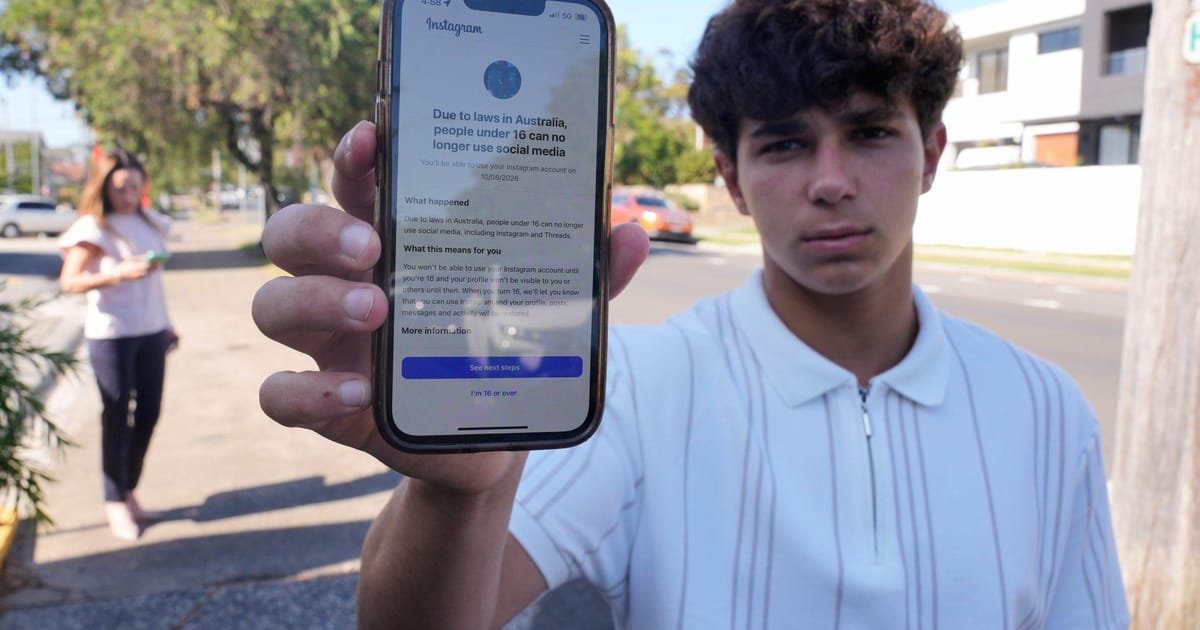 4:58
5G 18
Instagram
Due to laws in Australia,
people under 16 can no
longer use social media
You'll be able to use your Instagram account on
10/08/2026
What happened
Due to laws in Australia, people under 16 can no longer
use social media, including Instagram and Threads.
What this means for you
You won't be able to use your Instagram account until
you're 16 and your profile won't be visible to you or
others until then. When you turn 16, we'll let you know
that you can use Instagram and your profile, posts,
messages and activity will be restored.
More information
See next steps
I'm 16 or over